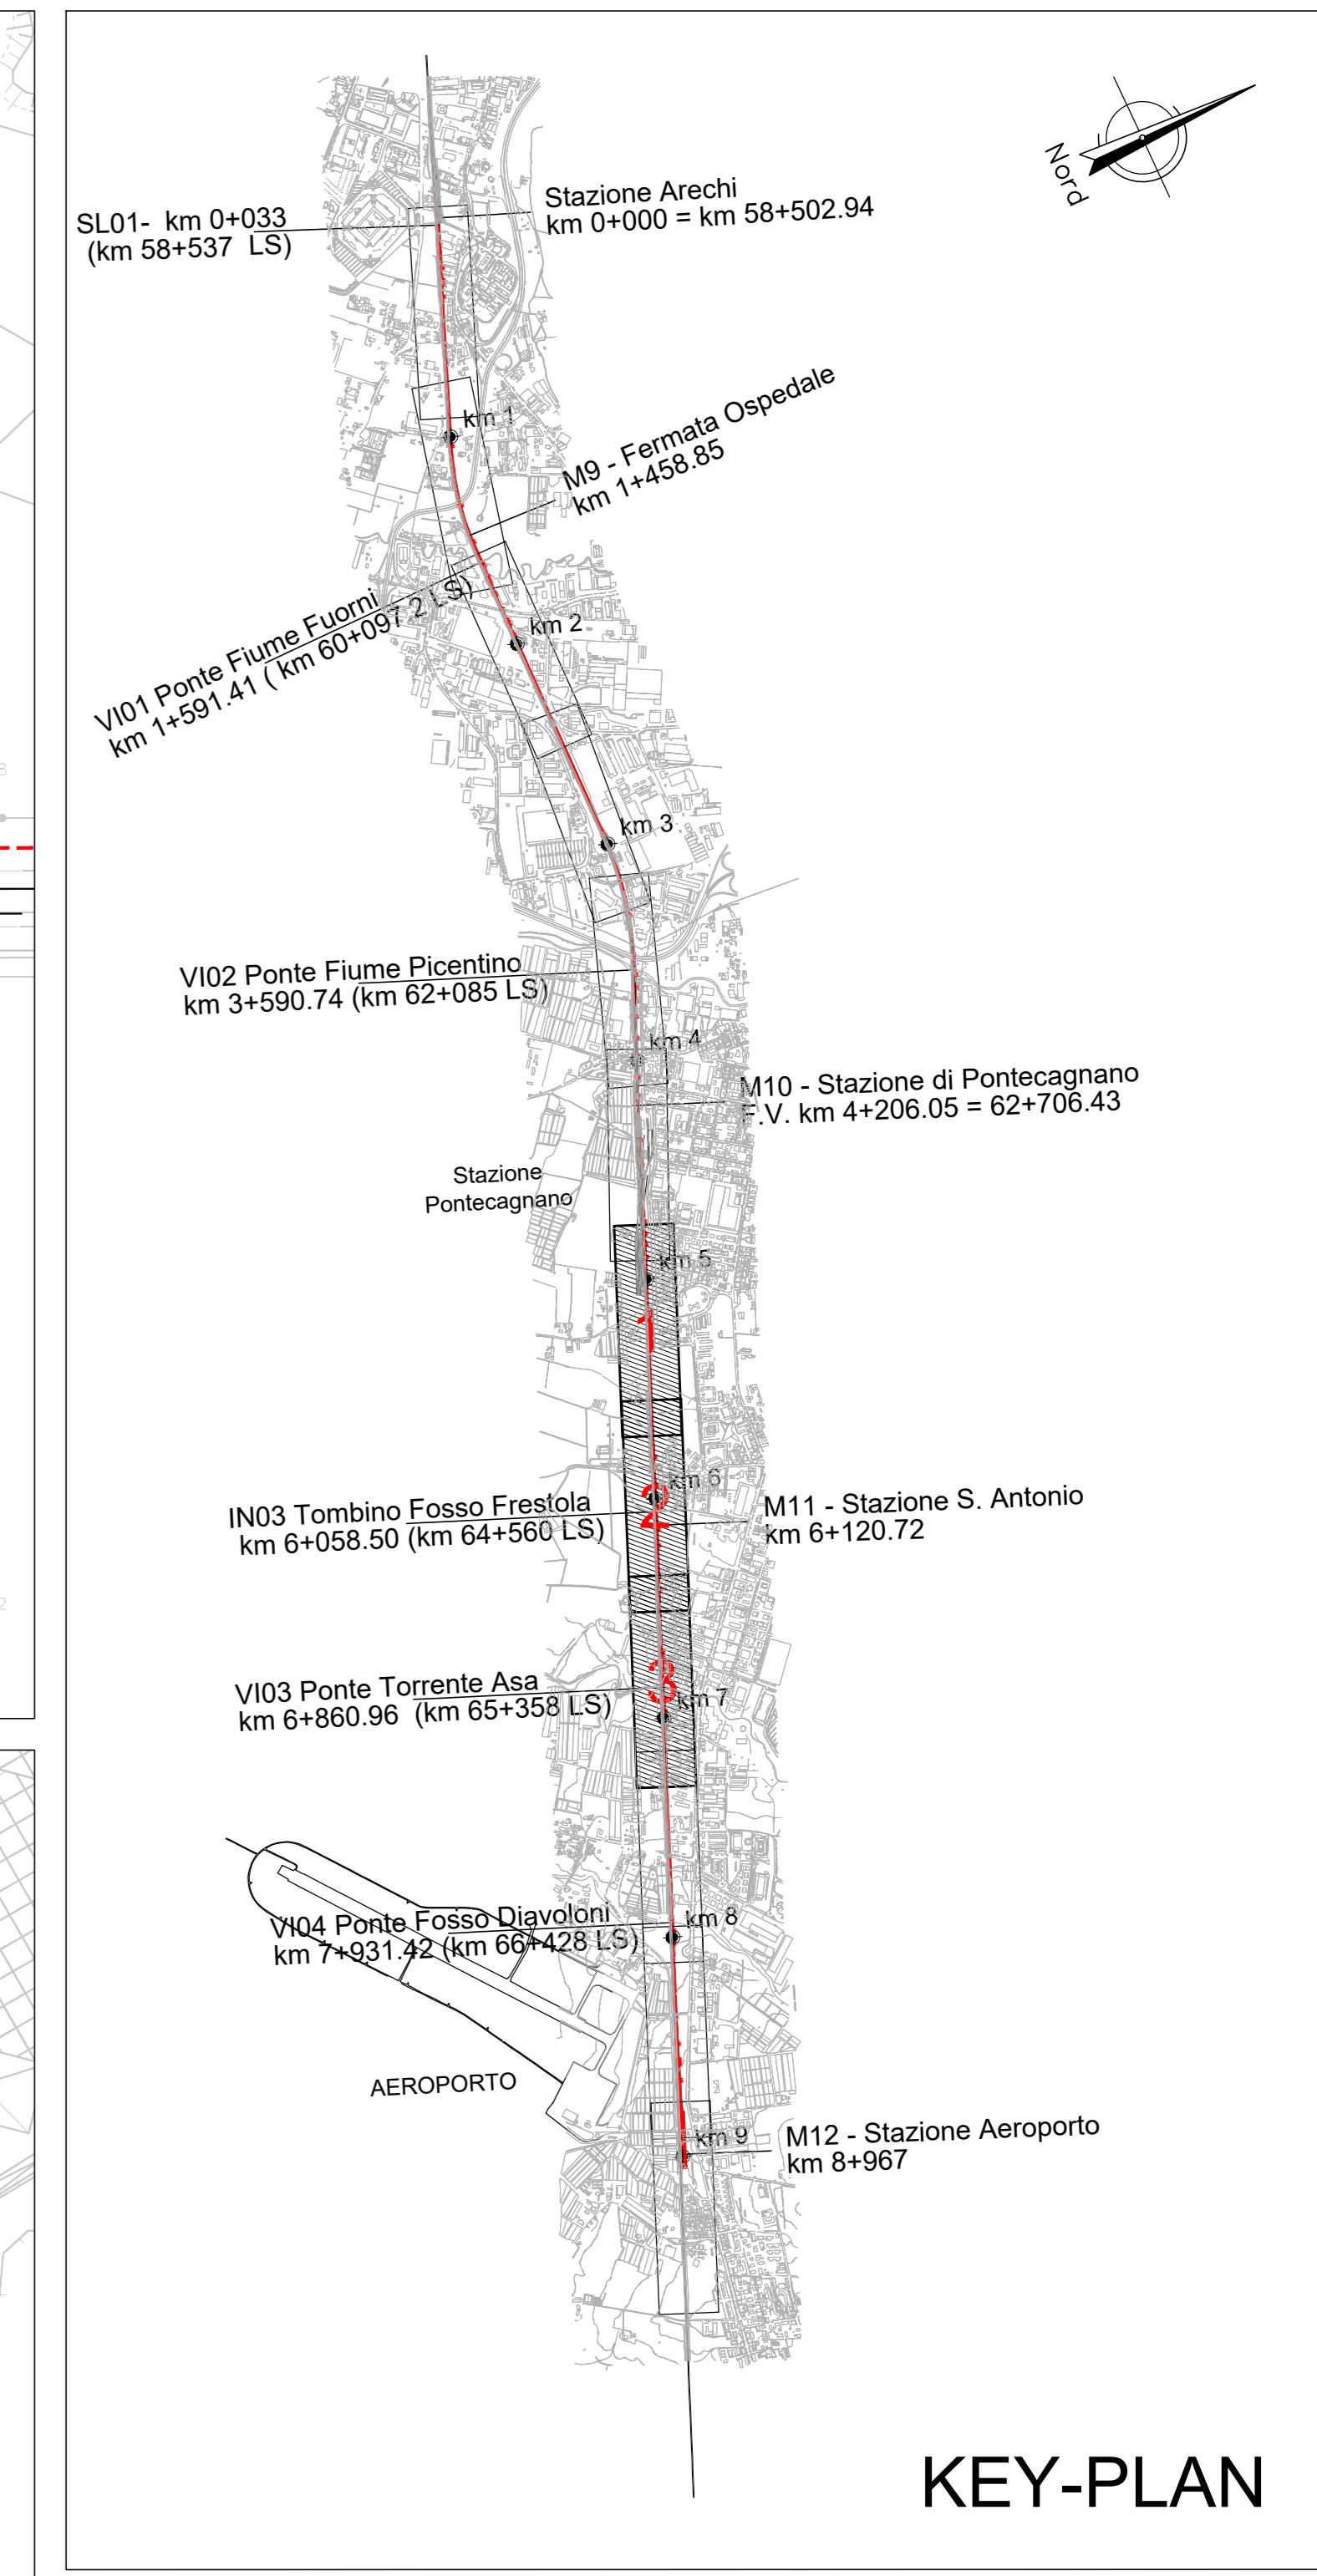 Nord
Stazione Arechi
km 0+000 = km 58+502.94
SL01-  km 0+033
(km 58+537  LS)
km 1
M9 - Fermata Ospedale
km 1+458.85
VI01 Ponte Fiume Fuorni
km 1+591.41 ( km 60+097.2 LS)
km 2
km 3
VI02 Ponte Fiume Picentino
km 3+590.74 (km 62+085 LS)
km 4
M10 - Stazione di Pontecagnano
F.V. km 4+206.05 = 62+706.43
Stazione
Pontecagnano
km 5
1
km 6
2
IN03 Tombino Fosso Frestola
km 6+058.50 (km 64+560 LS)
M11 - Stazione S. Antonio
km 6+120.72
3
VI03 Ponte Torrente Asa
km 6+860.96  (km 65+358 LS)
km 7
VI04 Ponte Fosso Diavoloni
km 7+931.42 (km 66+428 LS)
km 8
AEROPORTO
km 9
M12 - Stazione Aeroporto
km 8+967
KEY-PLAN